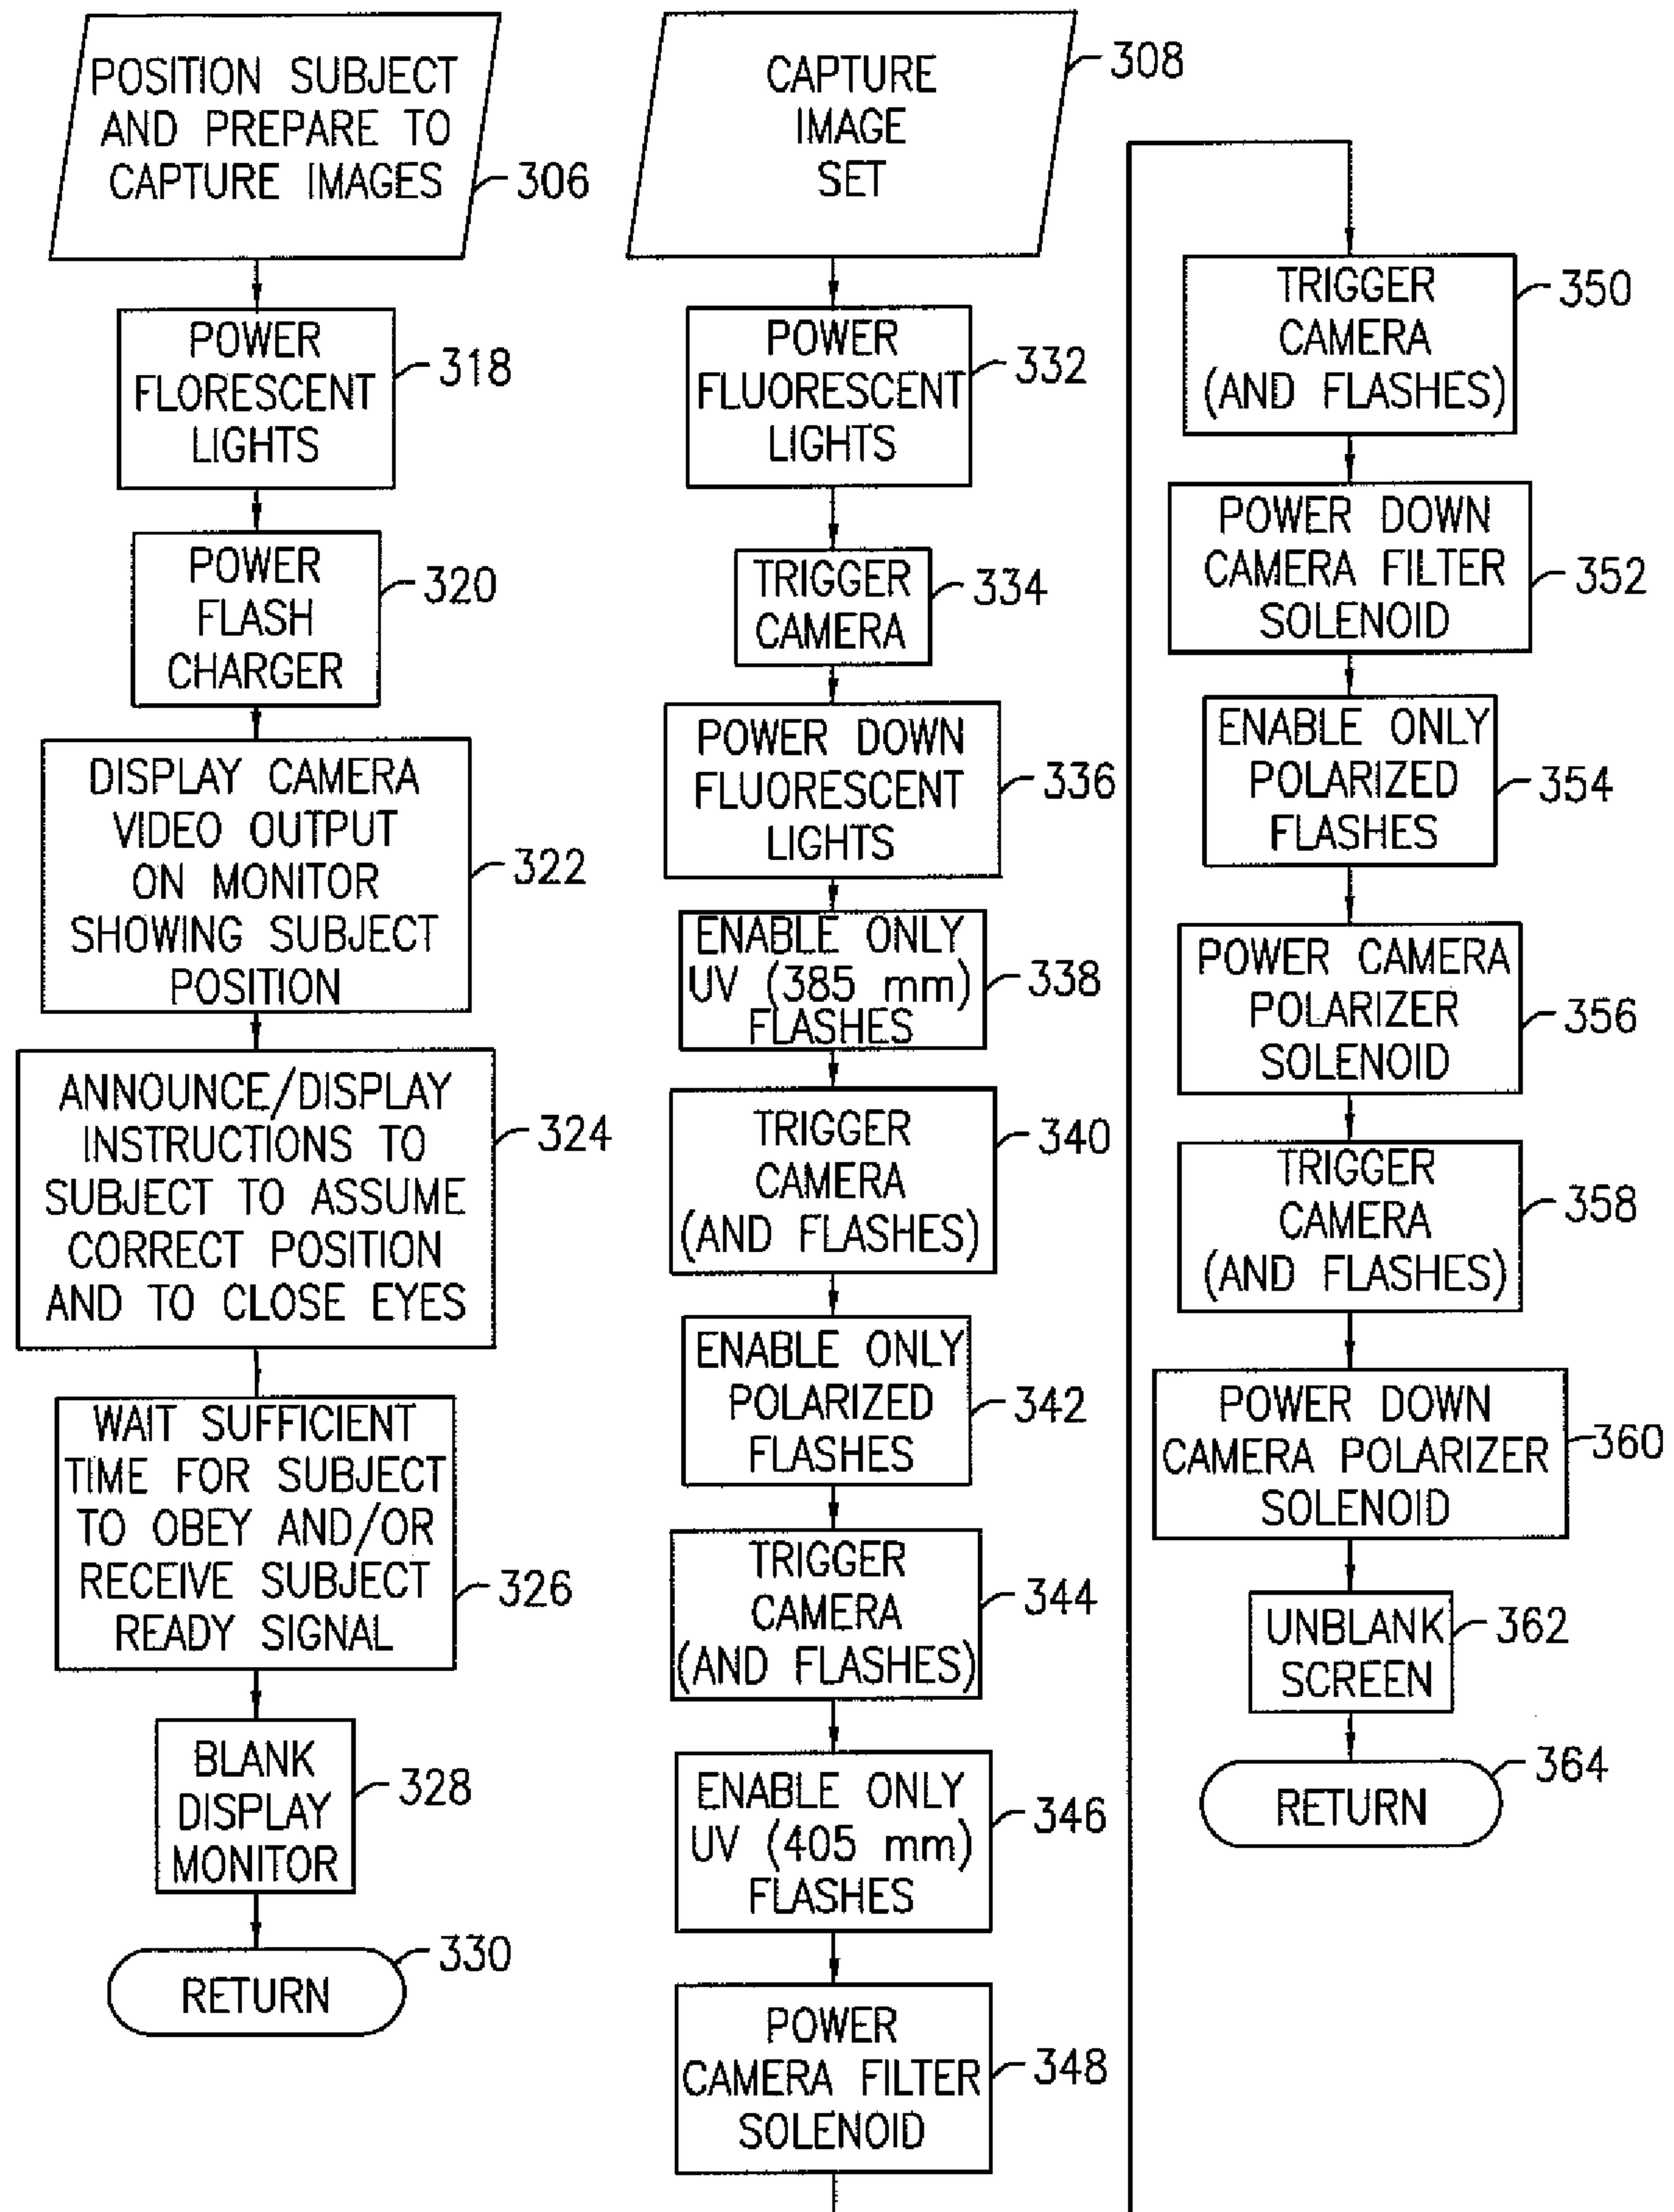 POSITION SUBJECT
AND PREPARE TO
CAPTURE IMAGES
306
POWER
FLORESCENT
LIGHTS
318
POWER
FLASH
CHARGER
320
DISPLAY CAMERA
VIDEO OUTPUT
ON MONITOR
SHOWING SUBJECT
POSITION
322
ANNOUNCE/DISPLAY
INSTRUCTIONS TO
SUBJECT TO ASSUME
CORRECT POSITION
AND TO CLOSE EYES
324
WAIT SUFFICIENT
TIME FOR SUBJECT
TO OBEY AND/OR
RECEIVE SUBJECT
READY SIGNAL
326
BLANK
DISPLAY
MONITOR
328
RETURN
330
CAPTURE
IMAGE
SET
308
POWER
FLUORESCENT
LIGHTS
332
TRIGGER
CAMERA
334
POWER DOWN
FLUORESCENT
LIGHTS
336
ENABLE ONLY
UV (385 mm)
FLASHES
338
TRIGGER
CAMERA
(AND FLASHES)
340
ENABLE ONLY
POLARIZED
FLASHES
342
TRIGGER
CAMERA
(AND FLASHES)
344
ENABLE ONLY
UV (405 mm)
FLASHES
346
POWER
CAMERA FILTER
SOLENOID
348
TRIGGER
CAMERA
(AND FLASHES)
350
POWER DOWN
CAMERA FILTER
SOLENOID
352
ENABLE ONLY
POLARIZED
FLASHES
354
POWER CAMERA
POLARIZER
SOLENOID
356
TRIGGER
CAMERA
(AND FLASHES)
358
POWER DOWN
CAMERA POLARIZER
SOLENOID
360
UNBLANK
SCREEN
362
RETURN
364